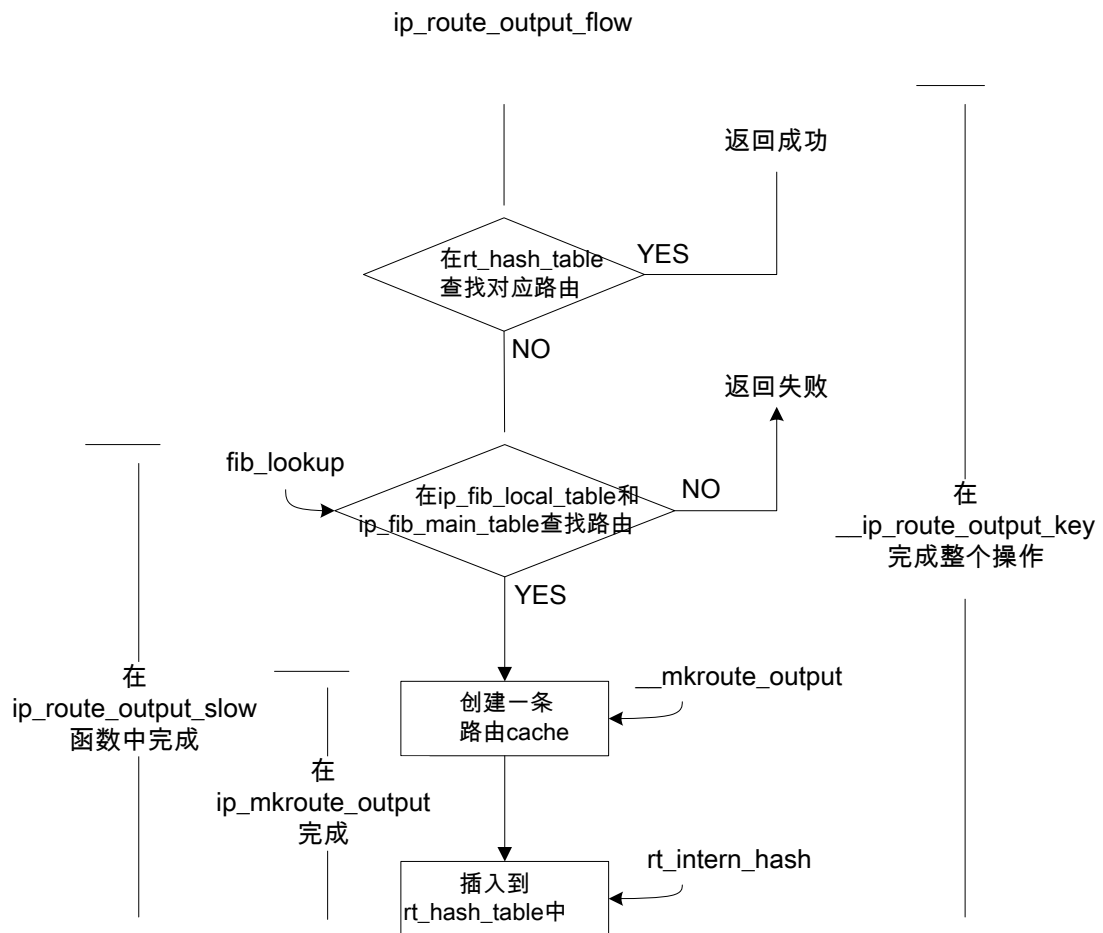 ip_route_output_flow
返回成功
在rt_hash_table
查找对应路由
YES
NO
返回失败
fib_lookup
在ip_fib_local_table和
ip_fib_main_table查找路由
NO
在
__ip_route_output_key
完成整个操作
YES
在
ip_route_output_slow
函数中完成
__mkroute_output
创建一条
路由cache
在
ip_mkroute_output
完成
rt_intern_hash
插入到
rt_hash_table中